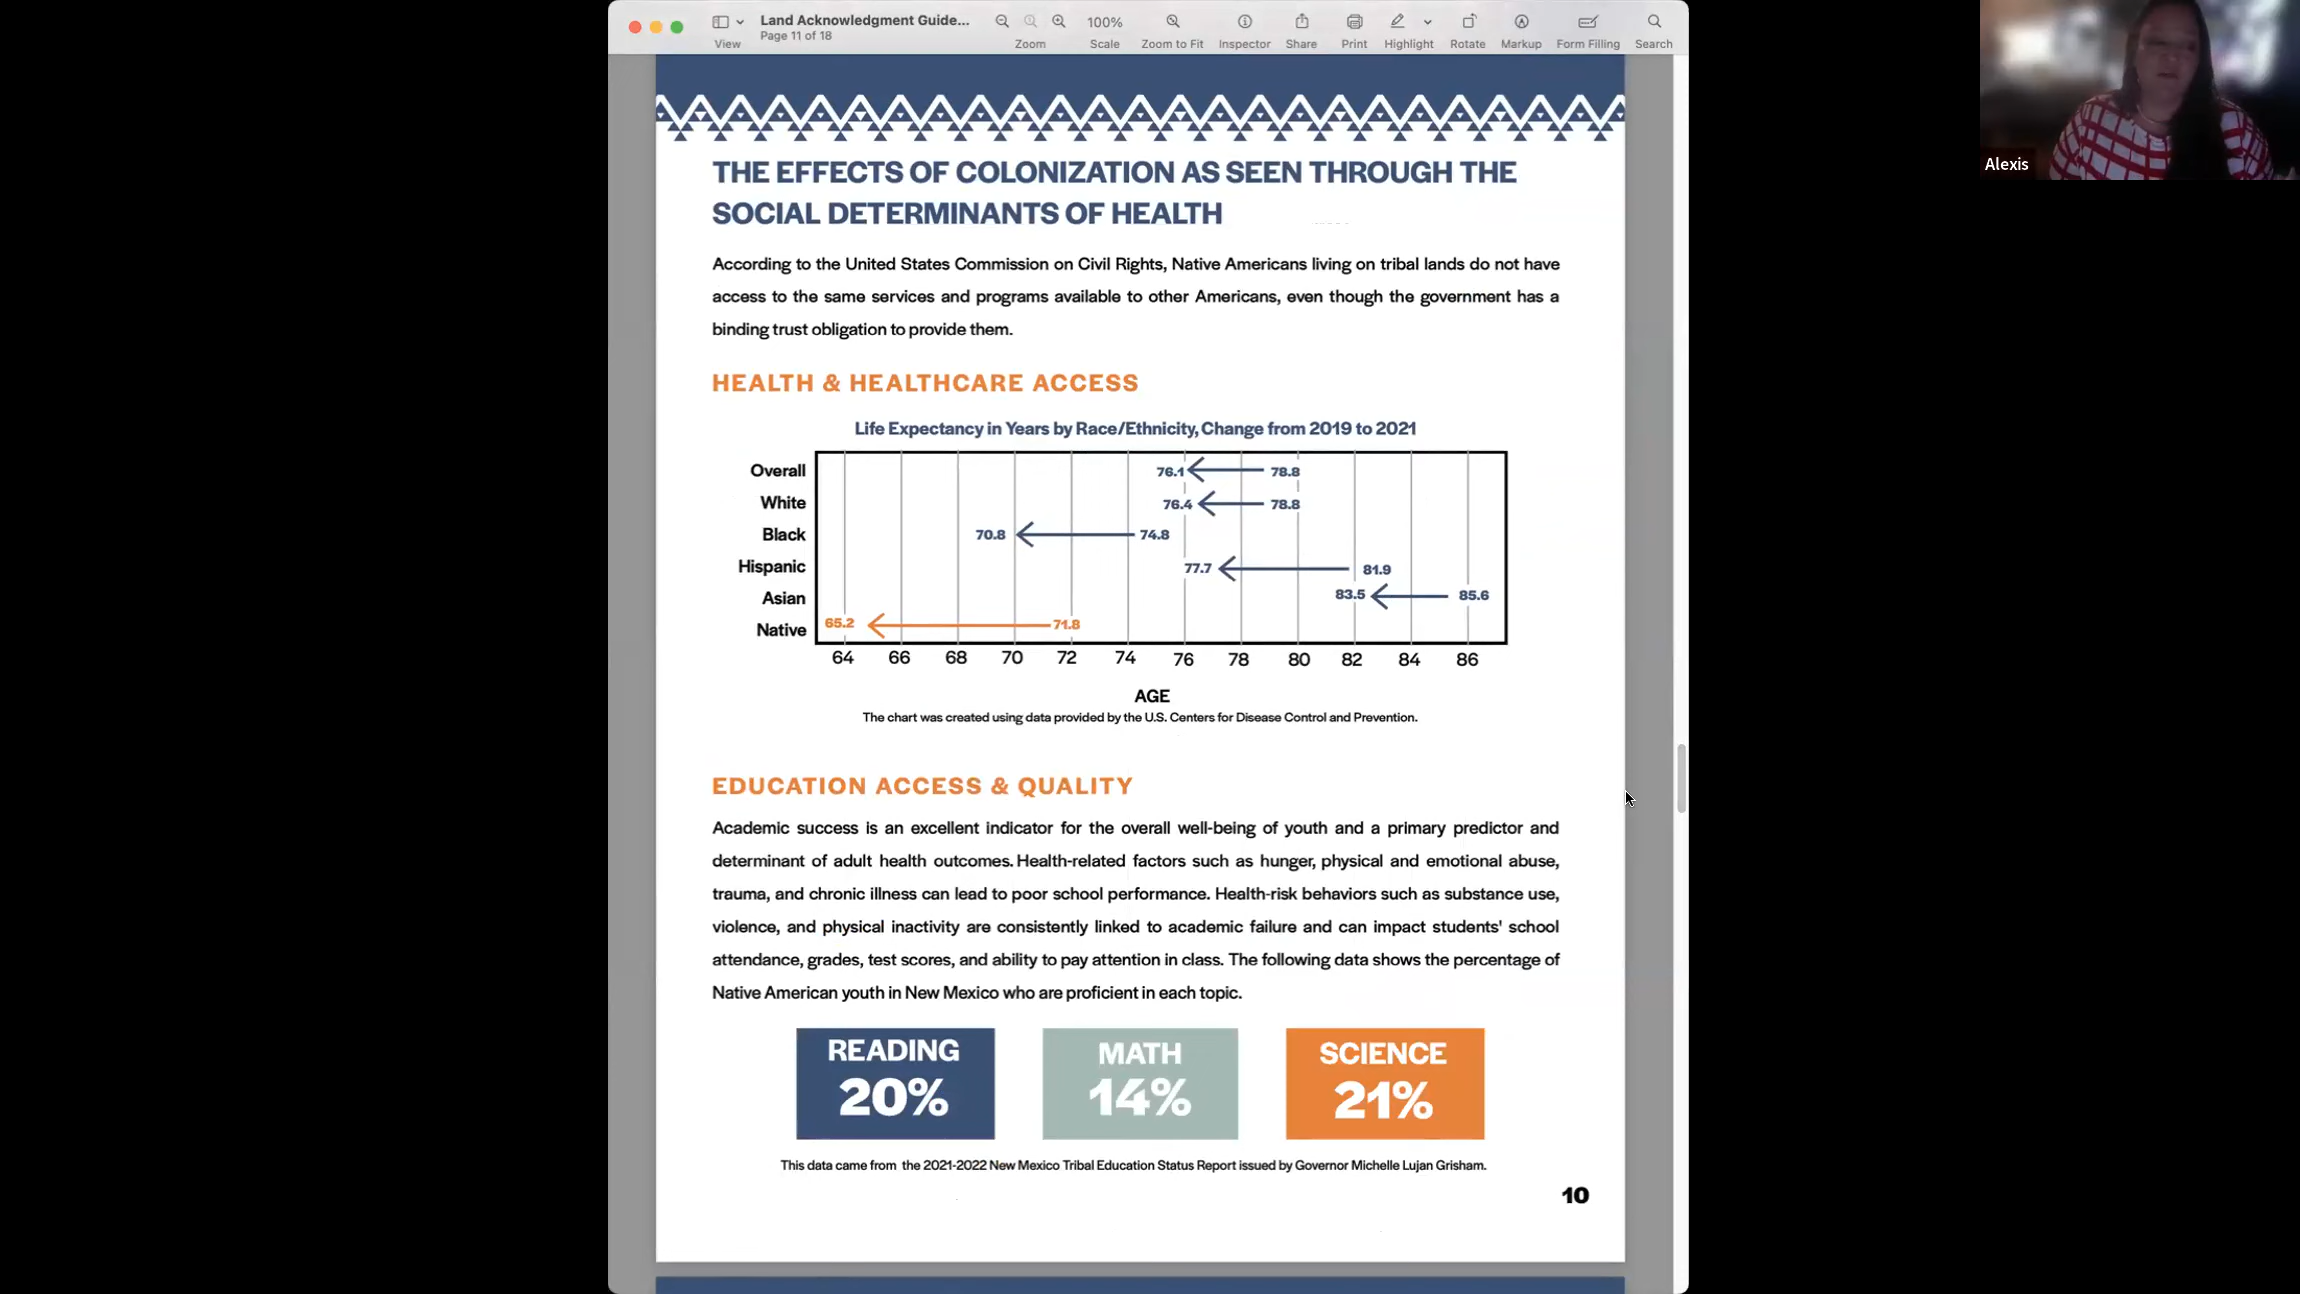 Land Acknowledgment Guide...
Page 11 of 18
100%
View
Zoom
Scale
Zoom to Fit
Inspector
Share
Print
Highlight
Rotate
Markup
Form Filling
Search
Alexis
THE EFFECTS OF COLONIZATION AS SEEN THROUGH THE
SOCIAL DETERMINANTS OF HEALTH
According to the United States Commission on Civil Rights, Native Americans living on tribal lands do not have
access to the same services and programs available to other Americans, even though the government has a
binding trust obligation to provide them.
HEALTH & HEALTHCARE ACCESS
Life Expectancy in Years by Race/Ethnicity, Change from 2019 to 2021
Overall 76.1 78.8
White 76.4 78.8
Black 70.8 74.8
Hispanic 77.7 81.9
Asian 83.5 85.6
Native 65.2 71.8
64 66 68 70 72 74 76 78 80 82 84 86
AGE
The chart was created using data provided by the U.S. Centers for Disease Control and Prevention.
EDUCATION ACCESS & QUALITY
Academic success is an excellent indicator for the overall well-being of youth and a primary predictor and
determinant of adult health outcomes. Health-related factors such as hunger, physical and emotional abuse,
trauma, and chronic illness can lead to poor school performance. Health-risk behaviors such as substance use,
violence, and physical inactivity are consistently linked to academic failure and can impact students' school
attendance, grades, test scores, and ability to pay attention in class. The following data shows the percentage of
Native American youth in New Mexico who are proficient in each topic.
READING
20%
MATH
14%
SCIENCE
21%
This data came from the 2021-2022 New Mexico Tribal Education Status Report issued by Governor Michelle Lujan Grisham.
10